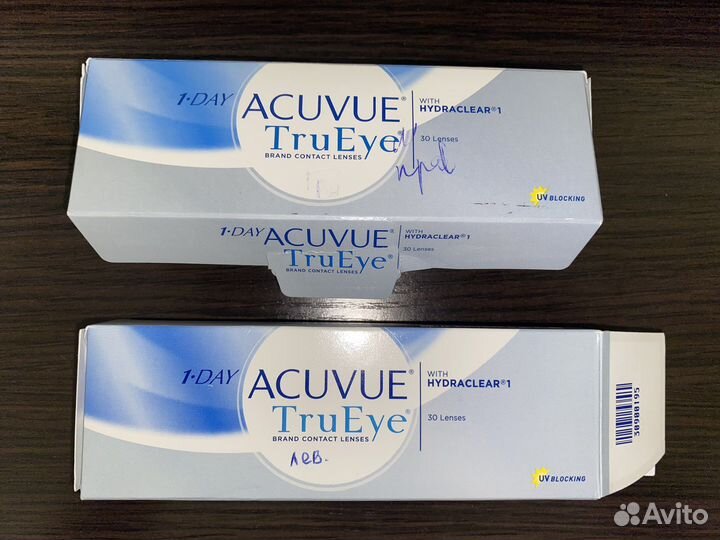 1·DAY
ACUVUE®
TruEye®
BRAND CONTACT LENSES
WITH
HYDRACLEAR®1
30 Lenses
прав
UV BLOCKING
1·DAY
ACUVUE®
TruEye®
BRAND CONTACT LENSES
WITH
HYDRACLEAR®1
30 Lenses
1·DAY
ACUVUE®
TruEye®
BRAND CONTACT LENSES
WITH
HYDRACLEAR®1
30 Lenses
лев.
UV BLOCKING
50900195
Avito